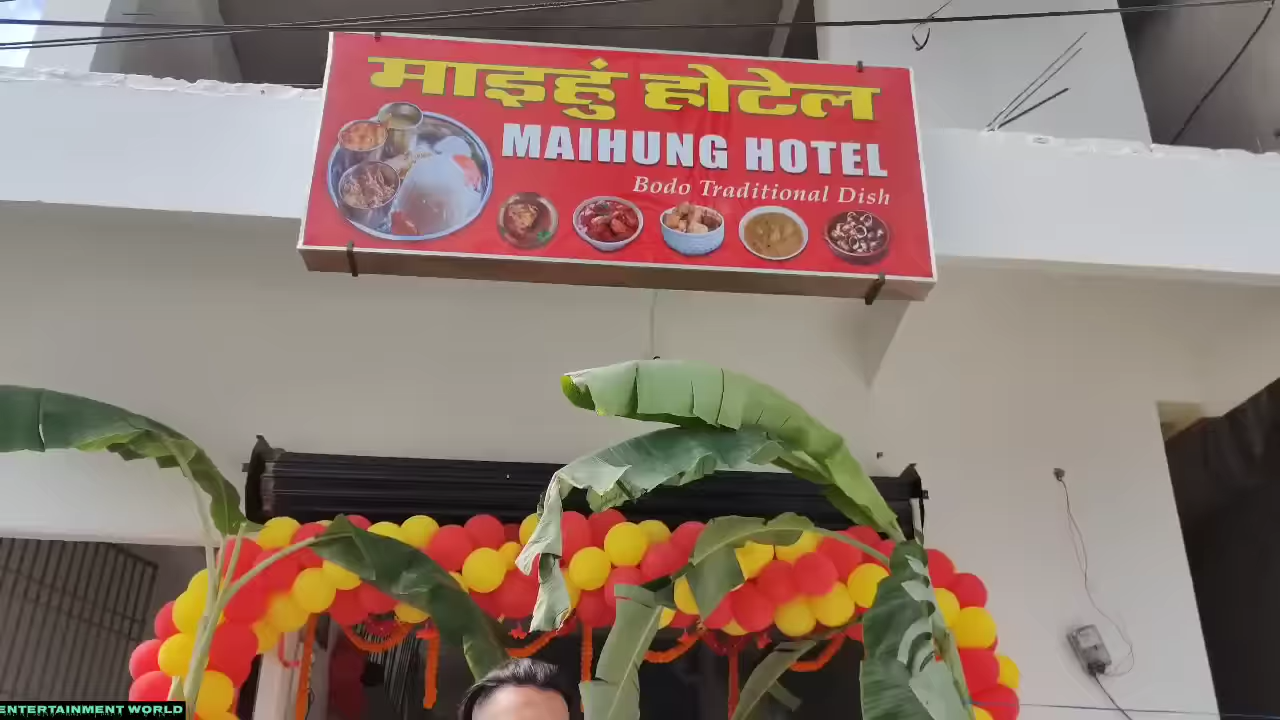 माइहुं होटेल
MAIHUNG HOTEL
Bodo Traditional Dish
ENTERTAINMENT WORLD